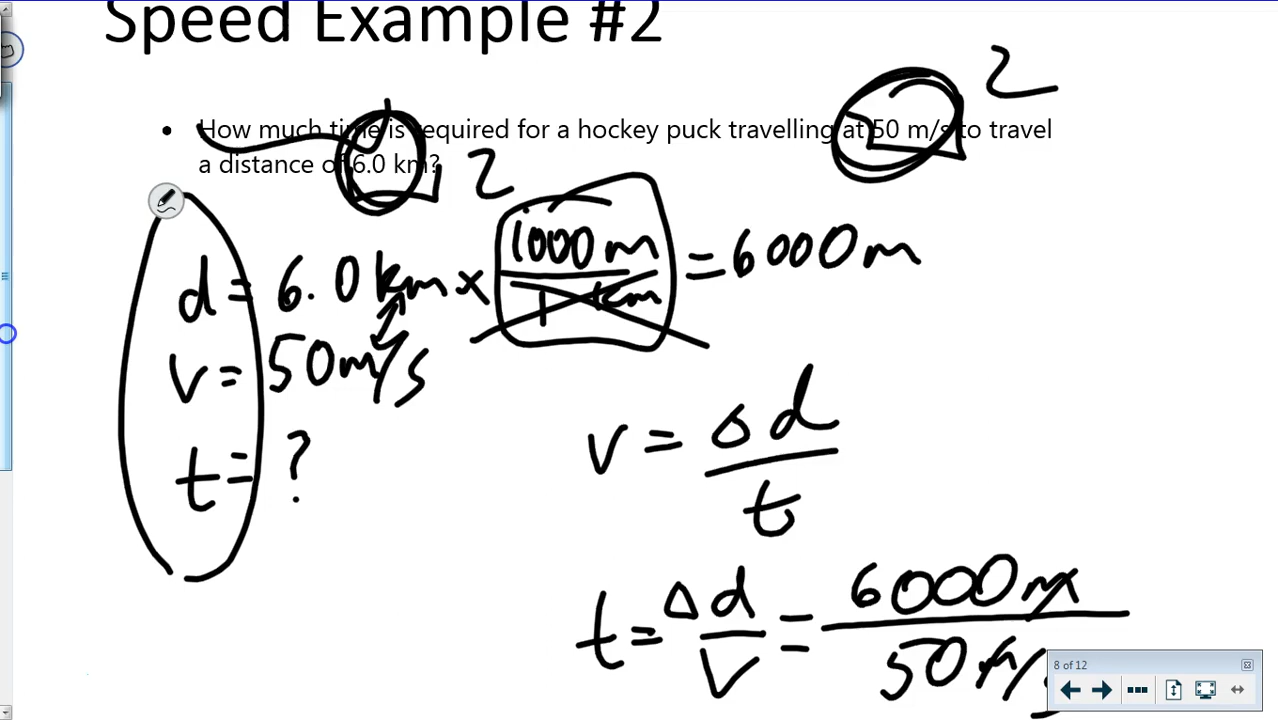 Speed Example #2
2
• How much time is required for a hockey puck travelling at 50 m/s to travel
a distance of 6.0 km?
2
d = 6.0 km × 1000 m / 1 km = 6000 m
v = 50 m/s
t = ?
v = Δd / t
t = Δd / v = 6000 m / 50 m/s
8 of 12